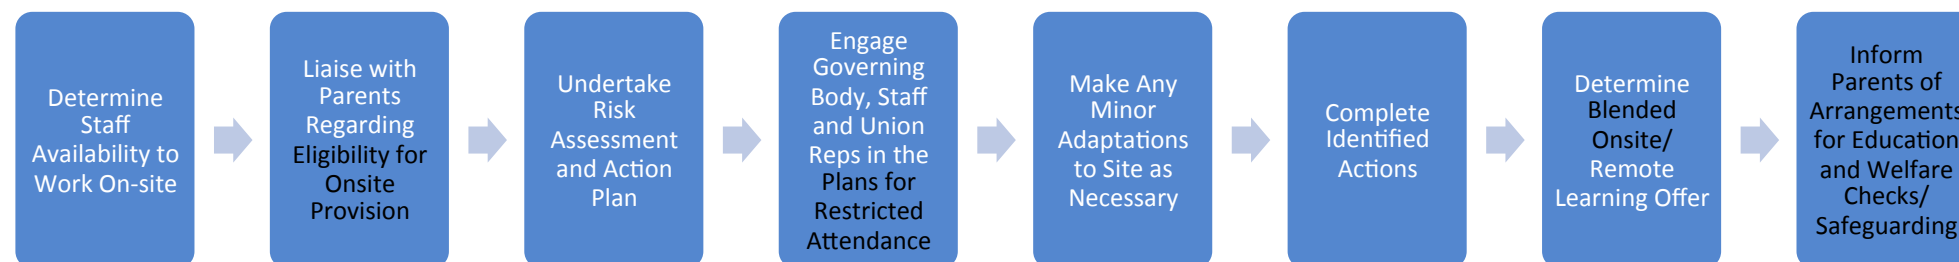 Determine
Staff
Availability to
Work On-site
Liaise with
Parents
Regarding
Eligibility for
Onsite
Provision
Undertake
Risk
Assessment
and Action
Plan
Engage
Governing
Body, Staff
and Union
Reps in the
Plans for
Restricted
Attendance
Make Any
Minor
Adaptations
to Site as
Necessary
Complete
Identified
Actions
Determine
Blended
Onsite/
Remote
Learning Offer
Inform
Parents of
Arrangements
for Education
and Welfare
Checks/
Safeguarding